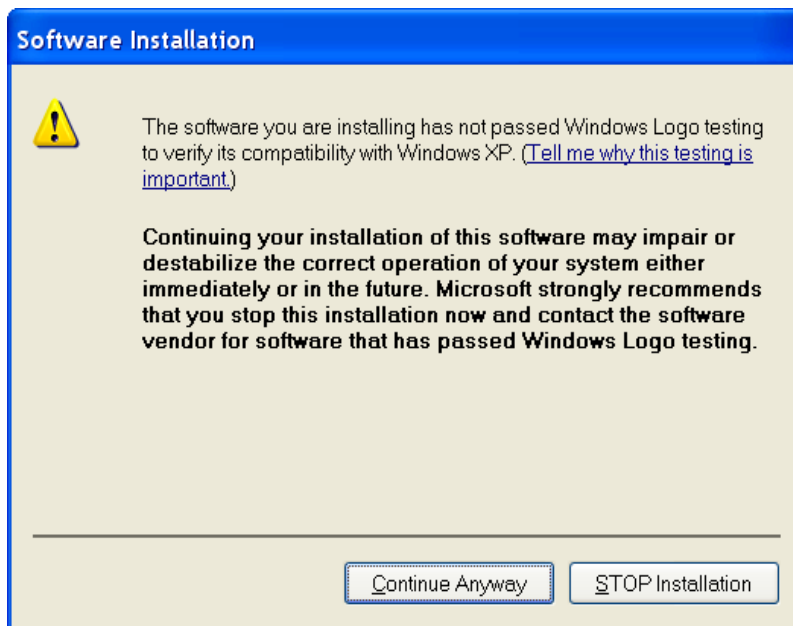 Software Installation
The software you are installing has not passed Windows Logo testing
to verify its compatibility with Windows XP. (Tell me why this testing is
important.)
Continuing your installation of this software may impair or
destabilize the correct operation of your system either
immediately or in the future. Microsoft strongly recommends
that you stop this installation now and contact the software
vendor for software that has passed Windows Logo testing.
Continue Anyway STOP Installation